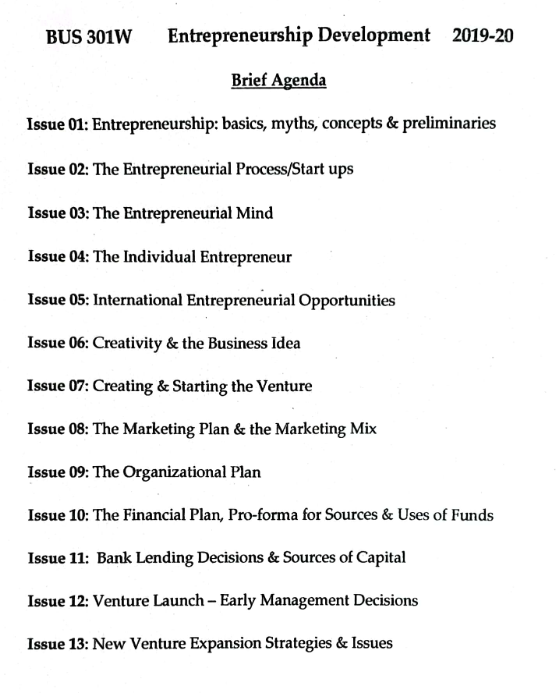 BUS 301W Entrepreneurship Development 2019-20
Brief Agenda
Issue 01: Entrepreneurship: basics, myths, concepts & preliminaries
Issue 02: The Entrepreneurial Process/Start ups
Issue 03: The Entrepreneurial Mind
Issue 04: The Individual Entrepreneur
Issue 05: International Entrepreneurial Opportunities
Issue 06: Creativity & the Business Idea
Issue 07: Creating & Starting the Venture
Issue 08: The Marketing Plan & the Marketing Mix
Issue 09: The Organizational Plan
Issue 10: The Financial Plan, Pro-forma for Sources & Uses of Funds
Issue 11: Bank Lending Decisions & Sources of Capital
Issue 12: Venture Launch – Early Management Decisions
Issue 13: New Venture Expansion Strategies & Issues